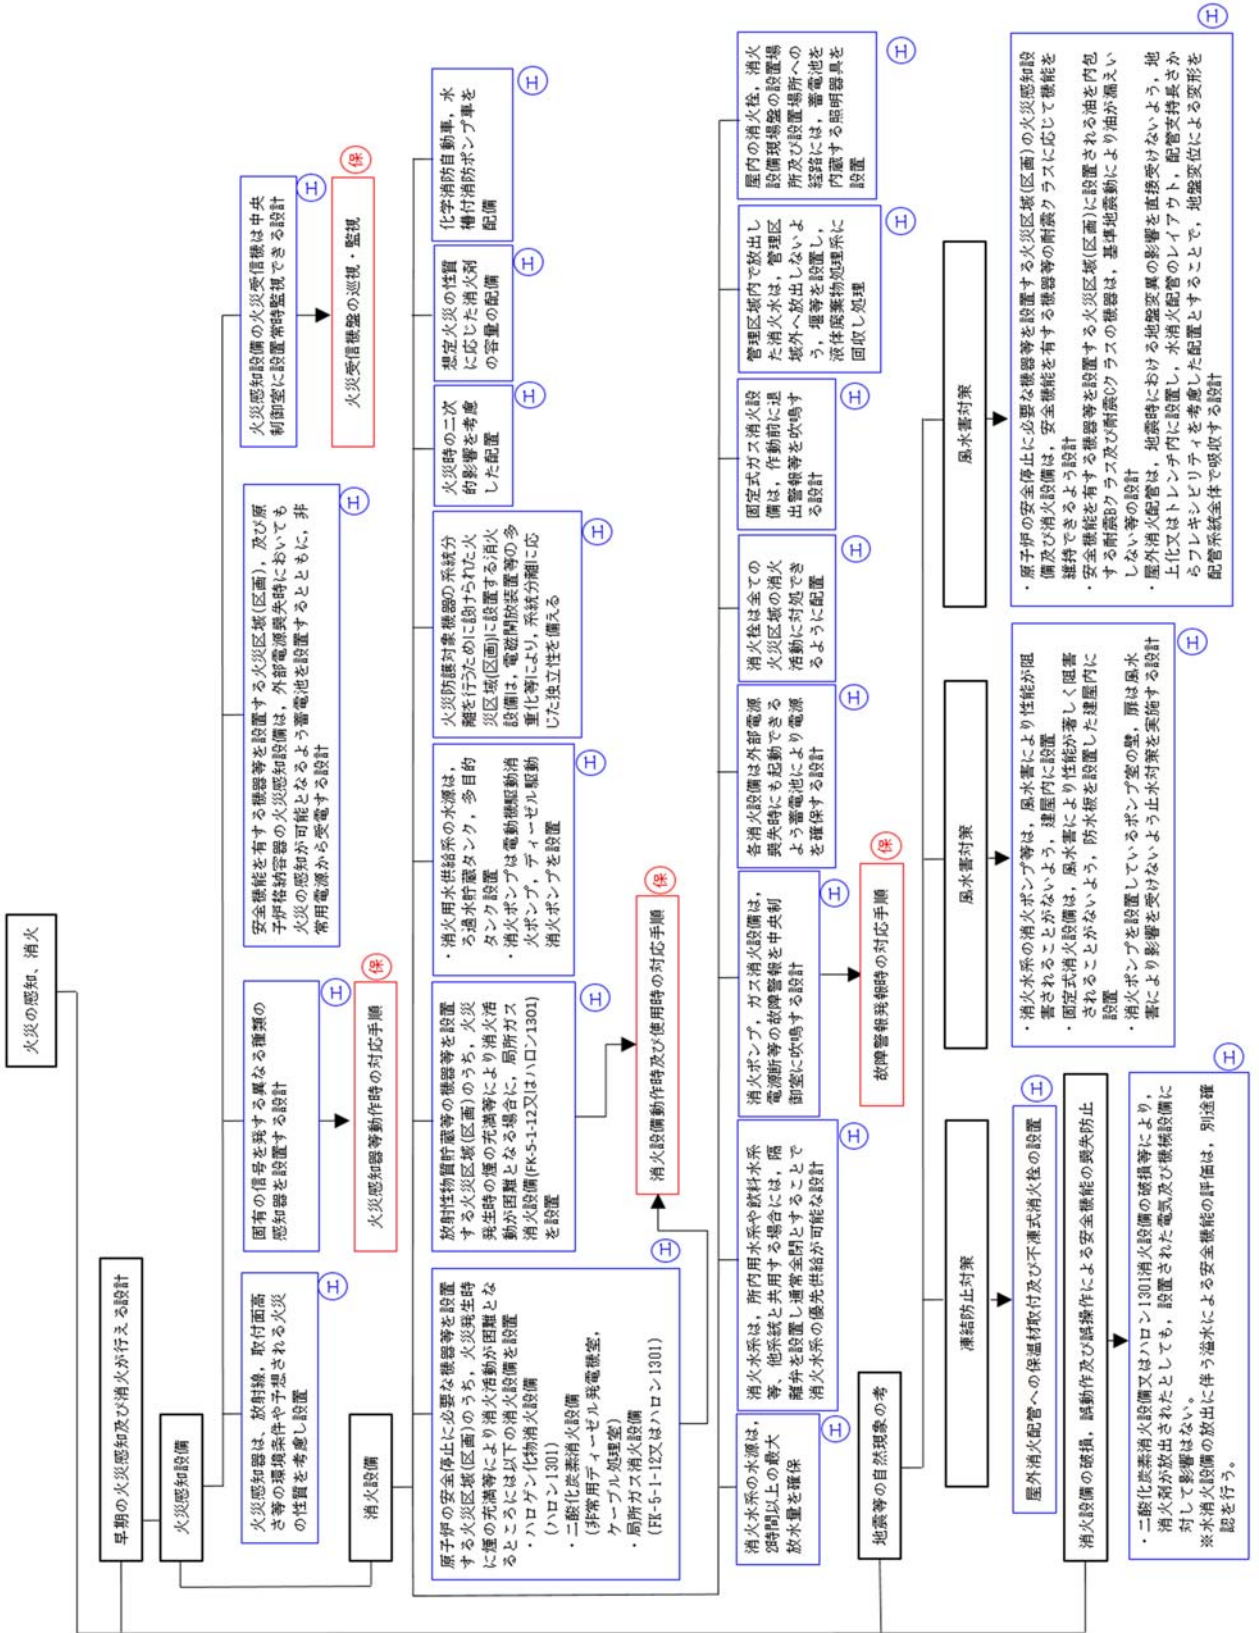 火災の感知、消火
早期の火災感知及び消火が行える設計
火災感知設備
火災感知器は、放射線、取付面高
さ等の環境条件や予想される火災
の性質を考慮し設置
エ
固有の信号を発する異なる種類の
感知器を設置する設計
エ
火災感知器等動作時の対応手順
保
安全機能を有する機器等を設置する火災区域(区画)，及び原
子炉格納容器の火災感知設備は，外部電源喪失時においても
火災の感知が可能となるよう蓄電池を設置するとともに，非
常用電源から受電する設計
エ
火災感知設備の火災受信機は中央
制御室に設置常時監視できる設計
エ
火災受信機盤の巡視・監視
保
消火設備
原子炉の安全停止に必要な機器等を設置
する火災区域(区画)のうち，火災発生時
に煙の充満等により消火活動が困難とな
るところには以下の消火設備を設置
・ハロゲン化物消火設備
(ハロン1301)
・二酸化炭素消火設備
(非常用ディーゼル発電機室，
ケーブル処理室)
・局所ガス消火設備
(FK-5-1-12又はハロン1301)
エ
放射性物質貯蔵等の機器等を設置
する火災区域(区画)のうち，火災
発生時の煙の充満等により消火活
動が困難となる場合に，局所ガス
消火設備(FK-5-1-12又はハロン1301)
を設置
エ
消火設備動作時及び使用時の対応手順
保
・消火用水供給系の水源は，
ろ過水貯蔵タンク，多目的
タンク設置
・消火ポンプは電動機駆動消
火ポンプ，ディーゼル駆動
消火ポンプを設置
エ
火災防護対象機器の系統分
離を行うために設けられた火
災区域(区画)に設置する消火
設備は，電磁開放装置等の多
重化等により，系統分離に応
じた独立性を備える
エ
火災時の二次
的影響を考慮
した配置
エ
想定火災の性質
に応じた消火剤
の容量の配備
エ
化学消防自動車，水
槽付消防ポンプ車を
配備
エ
消火水系の水源は，
2時間以上の最大
放水量を確保
エ
消火水系は，所内用水系や飲料水系
等，他系統と共用する場合には，隔
離弁を設置し通常全閉とすることで
消火水系の優先供給が可能な設計
エ
消火ポンプ，ガス消火設備は，
電源断等の故障警報を中央制
御室に吹鳴する設計
エ
故障警報発報時の対応手順
保
各消火設備は外部電源
喪失時にも起動できる
よう蓄電池により電源
を確保する設計
エ
消火栓は全ての
火災区域の消火
活動に対処でき
るように配置
エ
固定式ガス消火設
備は，作動前に退
出警報等を吹鳴す
る設計
エ
管理区域内で放出し
た消火水は，管理区
域外へ放出しないよ
う，堰等を設置し，
液体廃棄物処理系に
回収し処理
エ
屋内の消火栓，消火
設備現場盤の設置場
所及び設置場所への
経路には，蓄電池を
内蔵する照明器具を
設置
エ
地震等の自然現象の考
凍結防止対策
屋外消火配管への保温材取付及び不凍式消火栓の設置
エ
風水害対策
・消火水系の消火ポンプ等は，風水害により性能が阻
害されることがないよう，建屋内に設置
・固定式消火設備は，風水害により性能が著しく阻害
されることがないよう，防水板を設置した建屋内に
設置
・消火ポンプを設置しているポンプ室の壁，扉は風水
害により影響を受けないよう止水対策を実施する設計
エ
風水害対策
・原子炉の安全停止に必要な機器等を設置する火災区域(区画)の火災感知設
備及び消火設備は，安全機能を有する機器等の耐震クラスに応じて機能を
維持できるよう設計
・安全機能を有する機器等を設置する火災区域(区画)に設置される油を内包
する耐震Bクラス及び耐震Cクラスの機器は，基準地震動により油が漏えい
しない等の設計
・屋外消火配管は，地震時における地盤変異の影響を直接受けないよう，地
上化又はトレンチ内に設置し，水消火配管のレイアウト，配管支持長さか
らフレキシビリティを考慮した配置とすることで，地盤変位による変形を
配管系統全体で吸収する設計
エ
消火設備の破損，誤動作及び誤操作による安全機能の喪失防止
・二酸化炭素消火設備又はハロン1301消火設備の破損等により，
消火剤が放出されたとしても，設置された電気及び機械設備に
対して影響はない。
※水消火設備の放出に伴う溢水による安全機能の評価は，別途確
認を行う。
エ